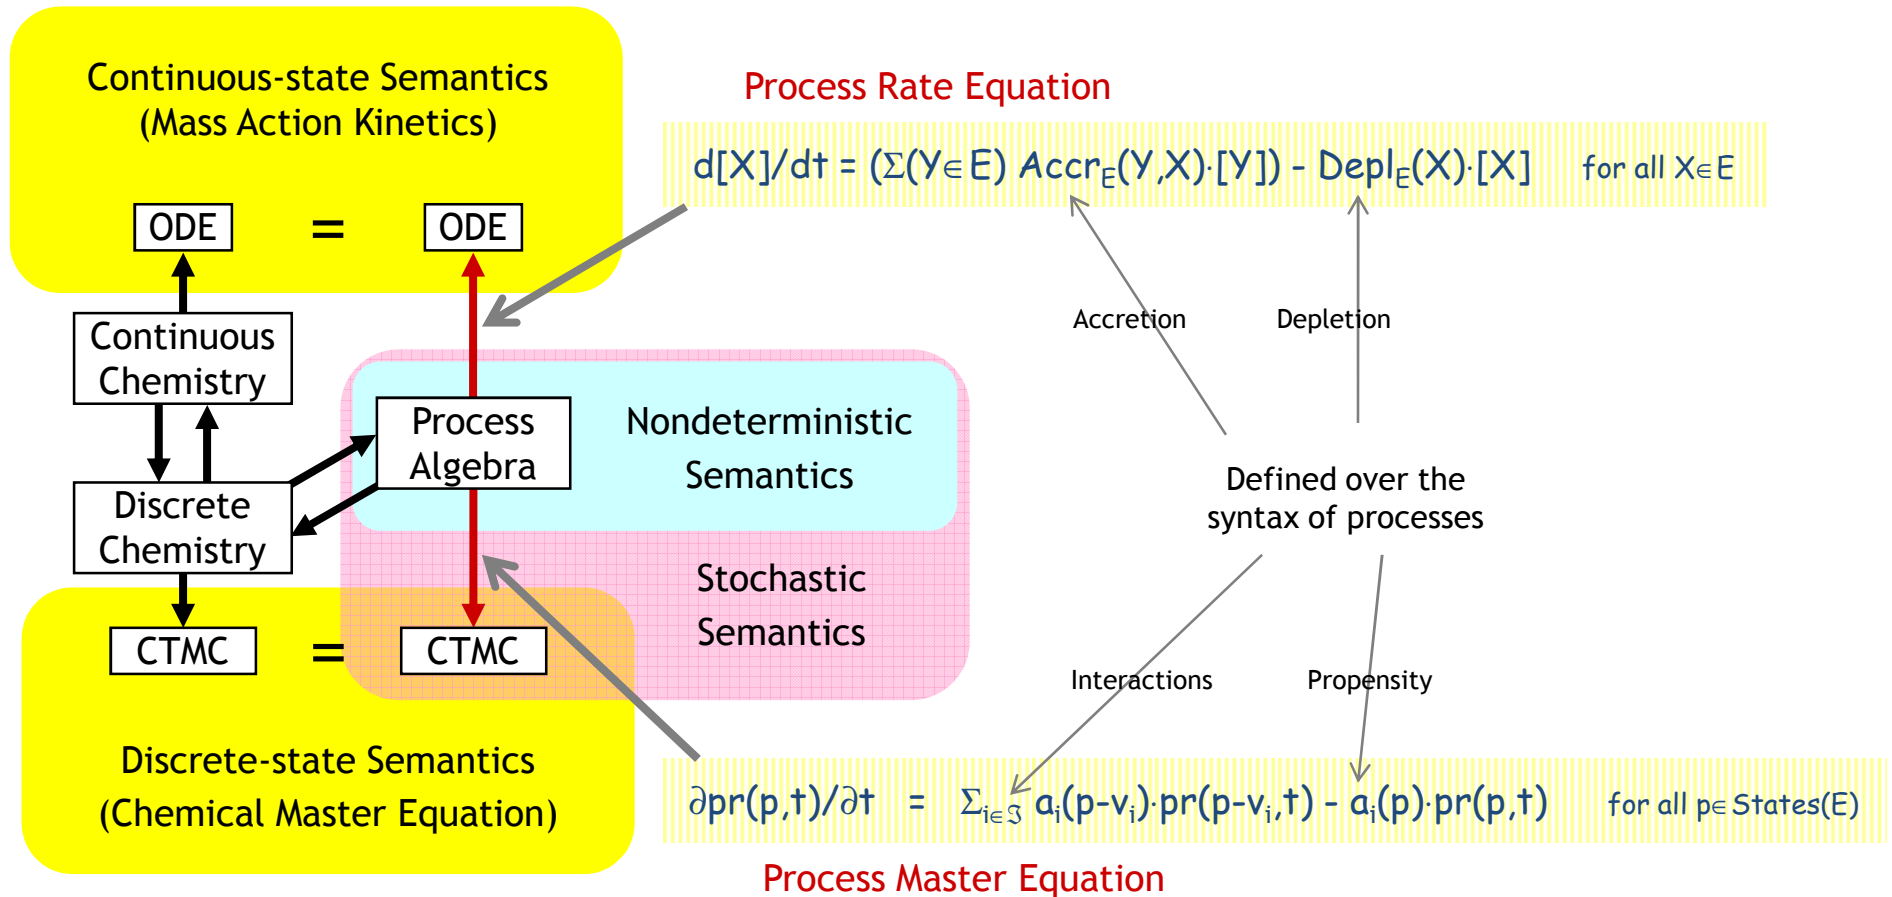 Continuous-state Semantics
(Mass Action Kinetics)
Process Rate Equation
d[X]/dt = (Σ(Y∈E) Accr_E(Y,X)·[Y]) - Depl_E(X)·[X] for all X∈E
ODE = ODE
Continuous
Chemistry
Accretion Depletion
Process
Algebra
Nondeterministic
Semantics
Discrete
Chemistry
Defined over the
syntax of processes
Stochastic
Semantics
CTMC = CTMC
Interactions Propensity
Discrete-state Semantics
(Chemical Master Equation)
∂pr(p,t)/∂t = Σ_i∈ℑ a_i(p-v_i)·pr(p-v_i,t) - a_i(p)·pr(p,t) for all p∈States(E)
Process Master Equation